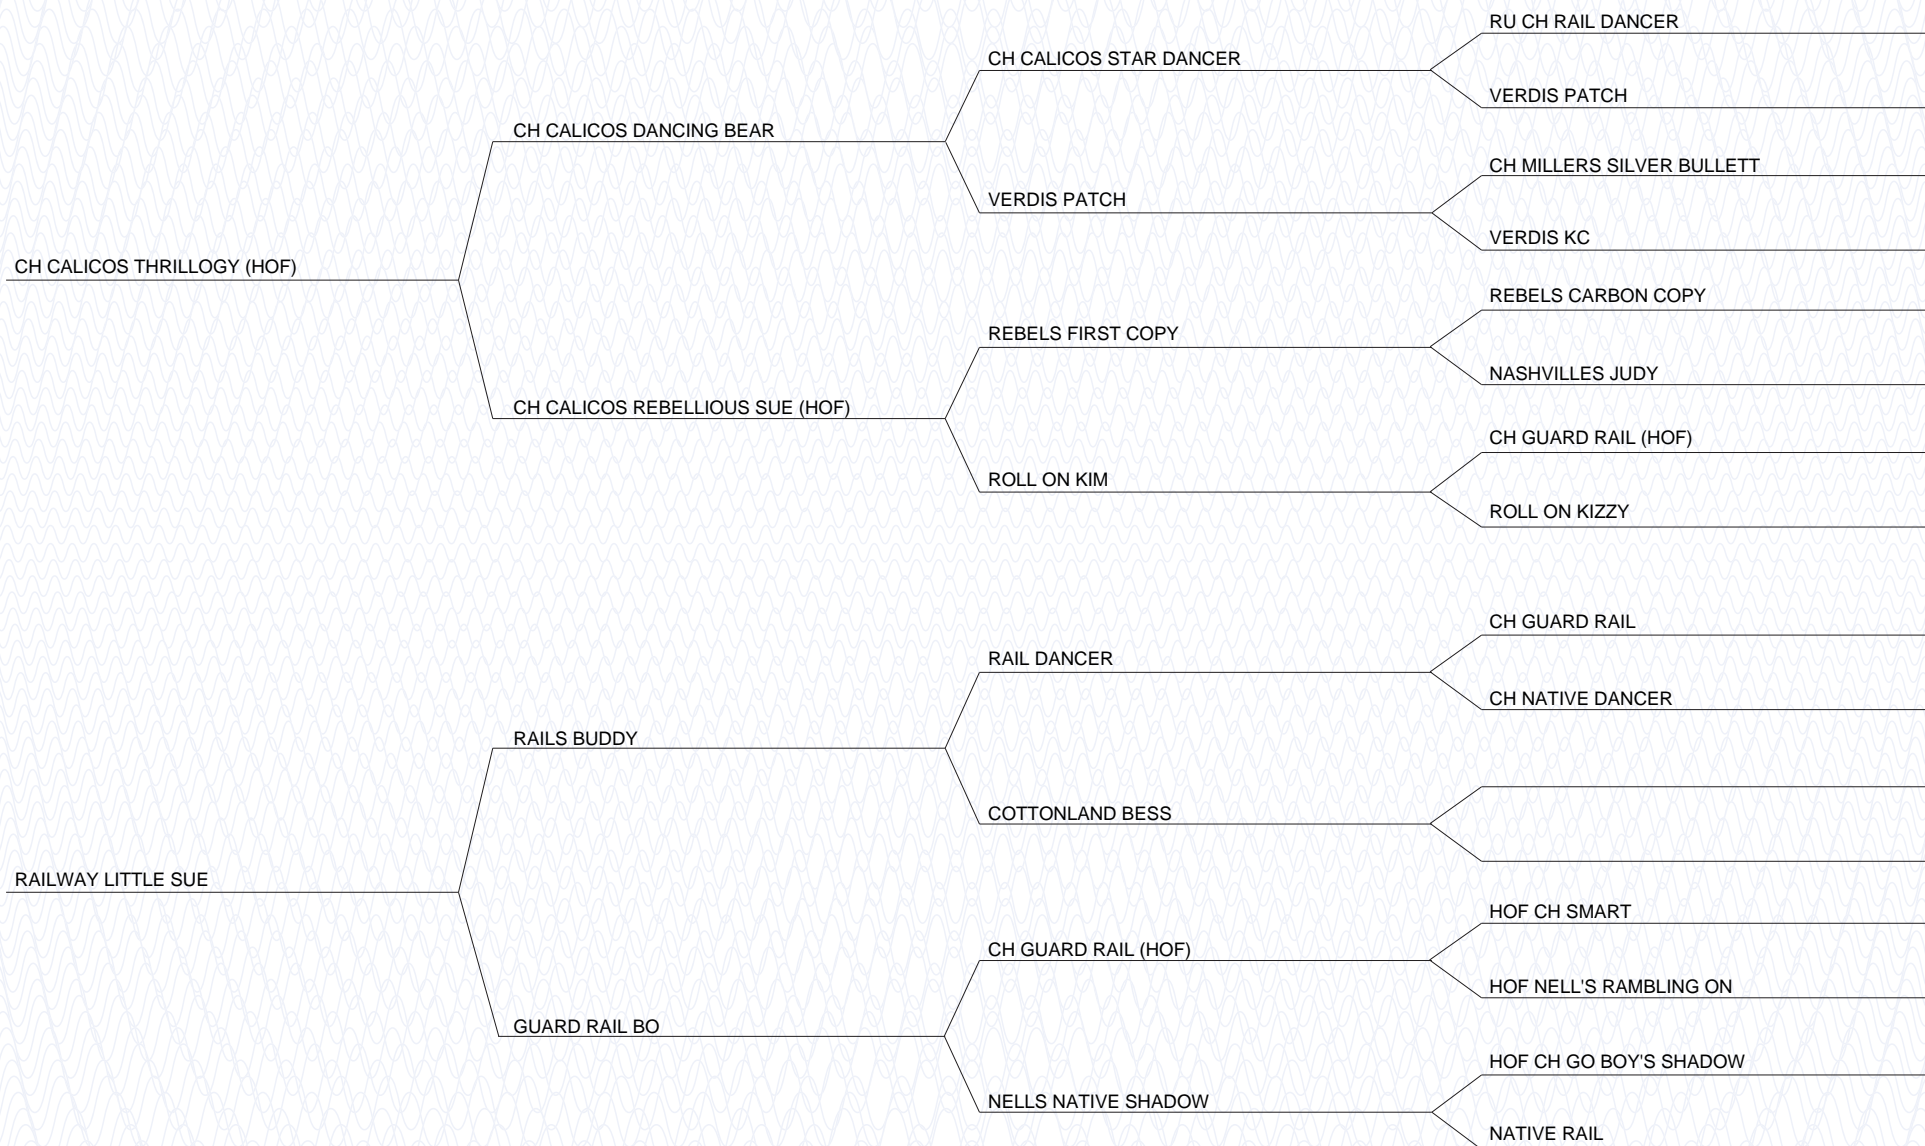 RU CH RAIL DANCER
CH CALICOS STAR DANCER
VERDIS PATCH
CH CALICOS DANCING BEAR
CH MILLERS SILVER BULLETT
VERDIS PATCH
VERDIS KC
CH CALICOS THRILLOGY (HOF)
REBELS CARBON COPY
REBELS FIRST COPY
NASHVILLES JUDY
CH CALICOS REBELLIOUS SUE (HOF)
CH GUARD RAIL (HOF)
ROLL ON KIM
ROLL ON KIZZY
CH GUARD RAIL
RAIL DANCER
CH NATIVE DANCER
RAILS BUDDY
COTTONLAND BESS
RAILWAY LITTLE SUE
HOF CH SMART
CH GUARD RAIL (HOF)
HOF NELL'S RAMBLING ON
GUARD RAIL BO
HOF CH GO BOY'S SHADOW
NELLS NATIVE SHADOW
NATIVE RAIL